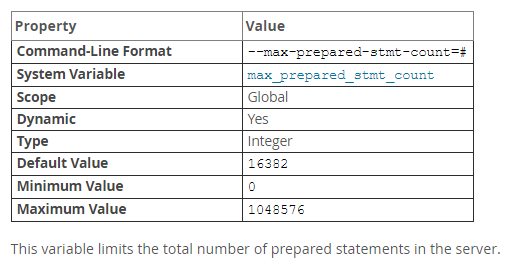 Property Value
Command-Line Format --max-prepared-stmt-count=#
System Variable max_prepared_stmt_count
Scope Global
Dynamic Yes
Type Integer
Default Value 16382
Minimum Value 0
Maximum Value 1048576
This variable limits the total number of prepared statements in the server.